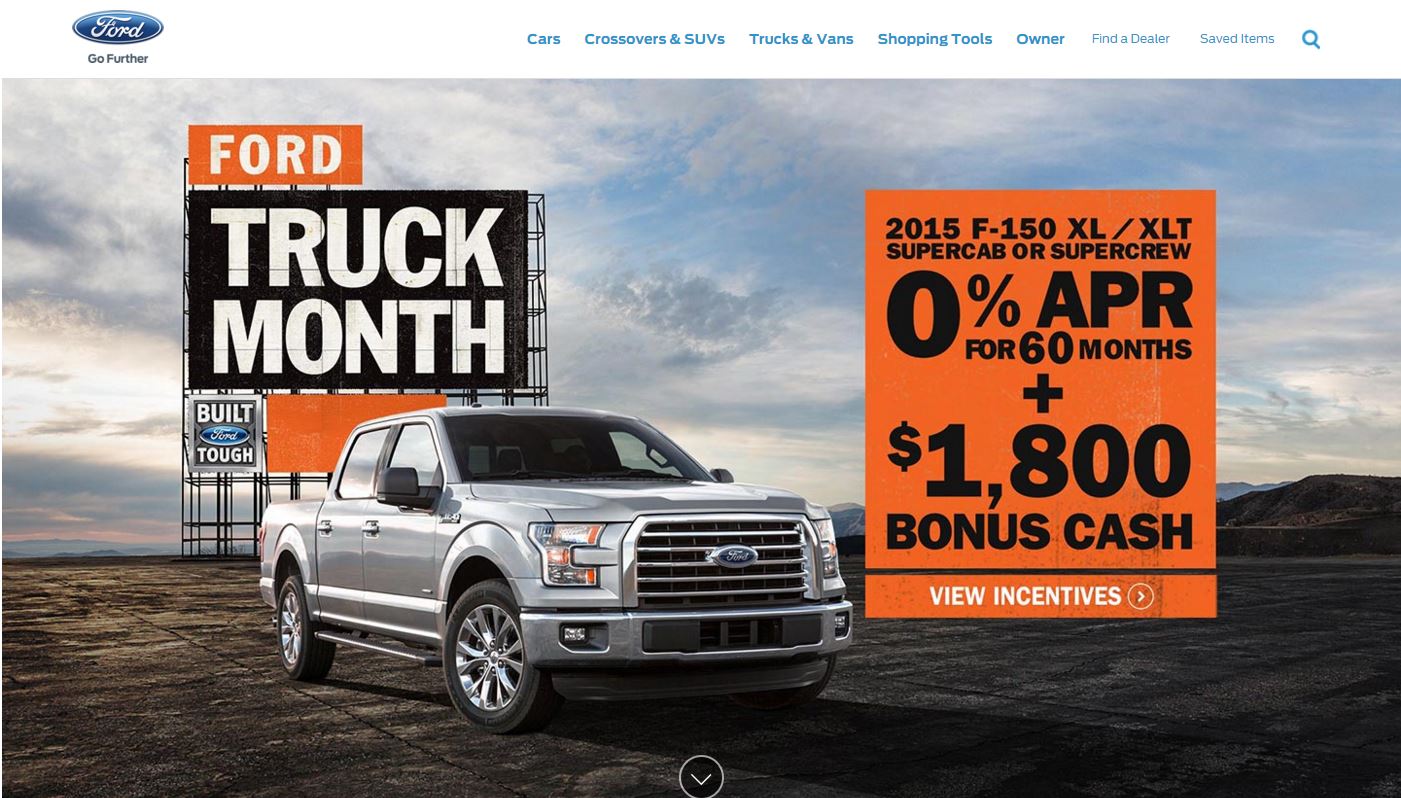 Ford
Go Further
Cars
Crossovers & SUVs
Trucks & Vans
Shopping Tools
Owner
Find a Dealer
Saved Items
FORD
TRUCK
MONTH
BUILT
Ford
TOUGH
Ford
2015 F-150 XL/XLT
SUPERCAB OR SUPERCREW
0% APR
FOR 60 MONTHS
+
$1,800
BONUS CASH
VIEW INCENTIVES